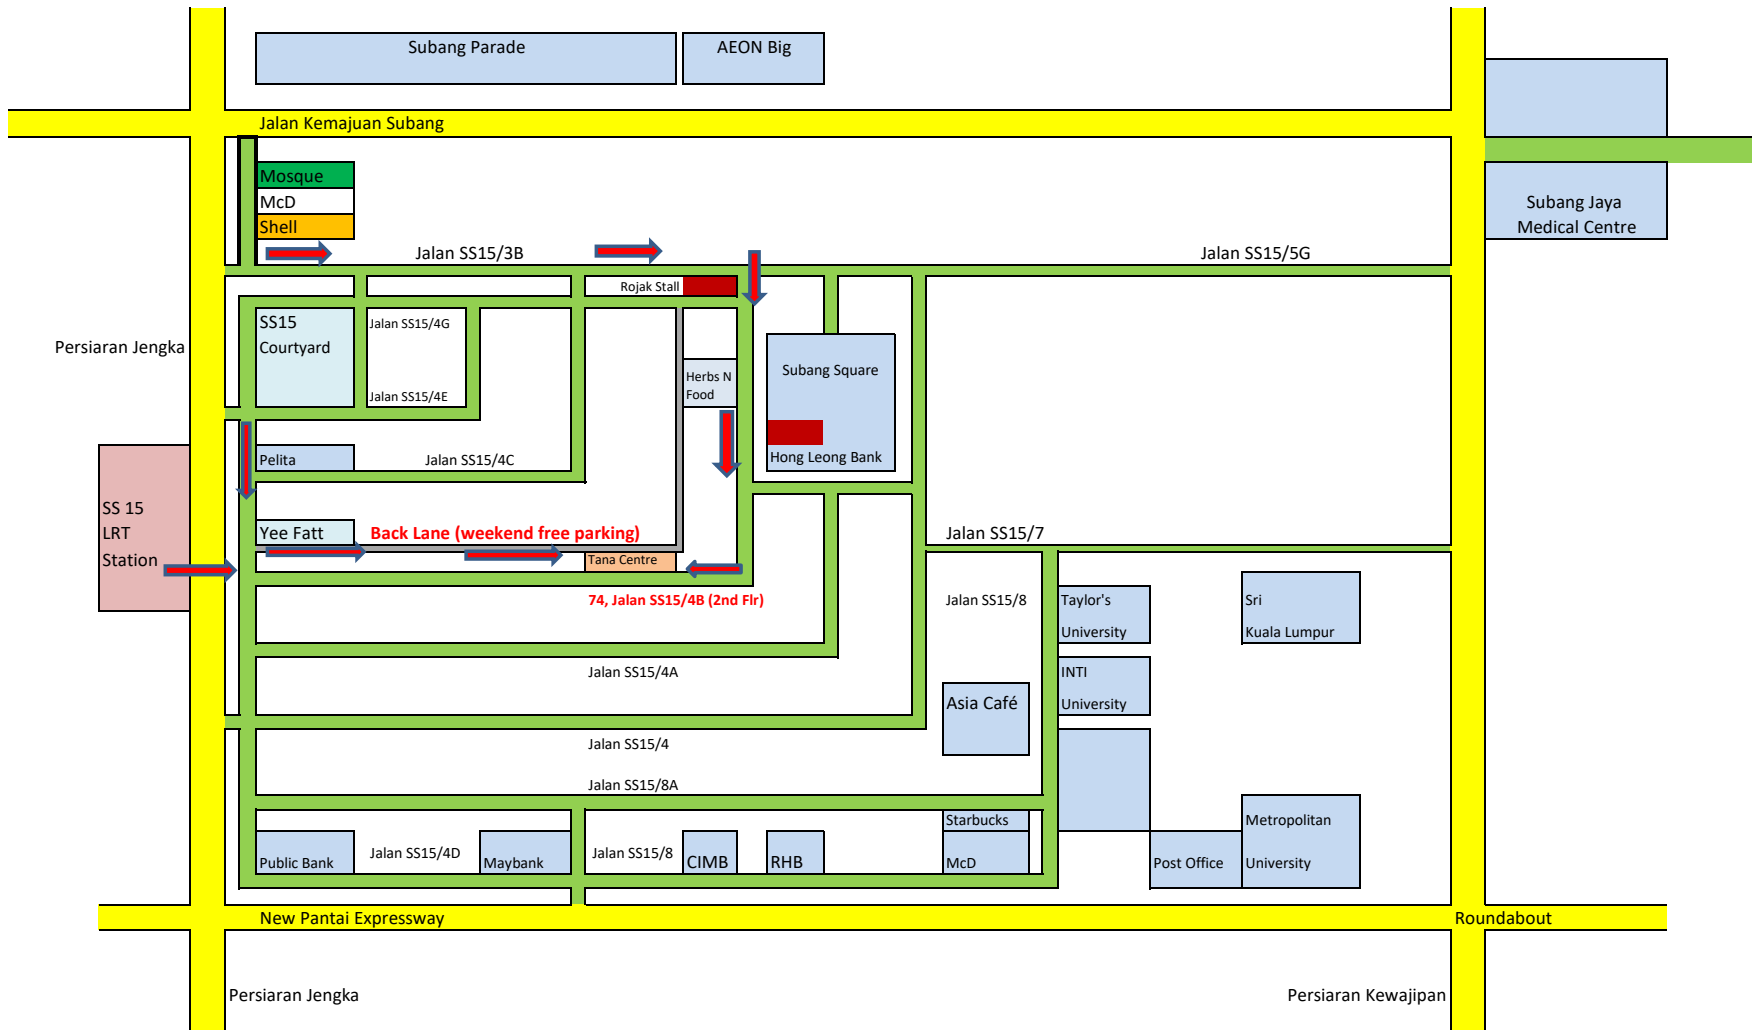 Subang Parade
AEON Big
Jalan Kemajuan Subang
Mosque
McD
Shell
Subang Jaya
Medical Centre
Jalan SS15/3B
Jalan SS15/5G
Rojak Stall
SS15
Courtyard
Jalan SS15/4G
Persiaran Jengka
Jalan SS15/4E
Herbs N
Food
Subang Square
Hong Leong Bank
Pelita
Jalan SS15/4C
SS 15
LRT
Station
Yee Fatt
Back Lane (weekend free parking)
Jalan SS15/7
Tana Centre
74, Jalan SS15/4B (2nd Flr)
Jalan SS15/8
Taylor's
University
Sri
Kuala Lumpur
Jalan SS15/4A
INTI
University
Asia Café
Jalan SS15/4
Jalan SS15/8A
Starbucks
McD
Metropolitan
University
Public Bank
Jalan SS15/4D
Maybank
Jalan SS15/8
CIMB
RHB
Post Office
New Pantai Expressway
Roundabout
Persiaran Jengka
Persiaran Kewajipan